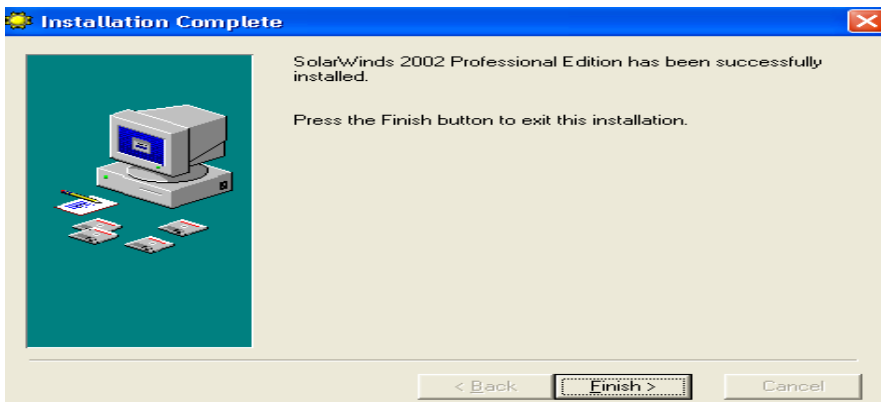 Installation Complete
SolarWinds 2002 Professional Edition has been successfully
installed.
Press the Finish button to exit this installation.
< Back
Finish >
Cancel